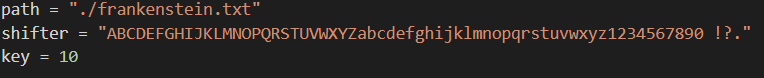 path = "./frankenstein.txt"
shifter = "ABCDEFGHIJKLMNOPQRSTUVWXYZabcdefghijklmnopqrstuvwxyz1234567890 !?."
key = 10